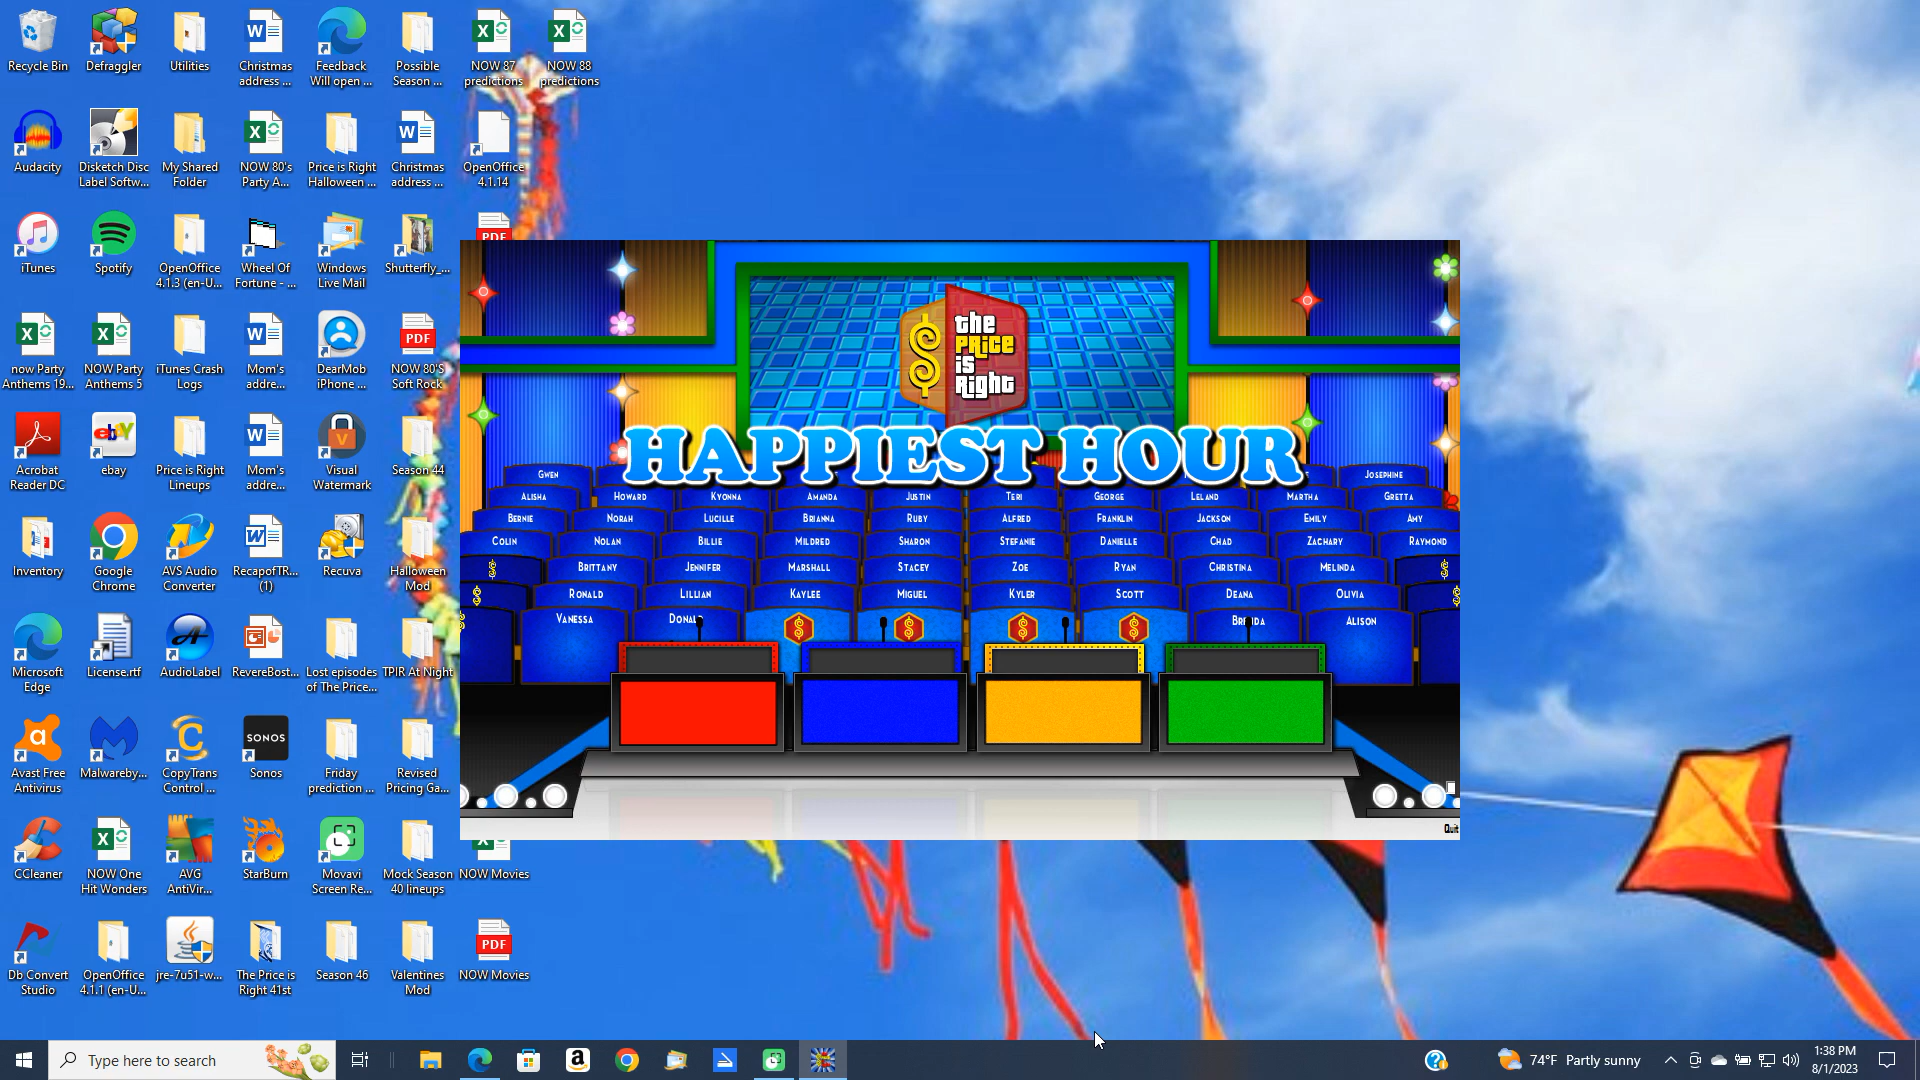 Recycle Bin
Defraggler
Utilities
Christmas
address ...
Feedback
Will open ...
Possible
Season ...
NOW 87
predictions
NOW 88
predictions
Audacity
Disketch Disc
Label Softw...
My Shared
Folder
NOW 80's
Party A...
Price is Right
Halloween ...
Christmas
address ...
OpenOffice
4.1.14
iTunes
Spotify
OpenOffice
4.1.3 (en-U...
Wheel Of
Fortune - ...
Windows
Live Mail
Shutterfly_...
PDF
now Party
Anthems 19...
NOW Party
Anthems 5
iTunes Crash
Logs
Mom's
addre...
DearMob
iPhone ...
PDF
NOW 80'S
Soft Rock
Acrobat
Reader DC
ebay
ebay
Price is Right
Lineups
Mom's
addre...
Visual
Watermark
Season 44
Inventory
Google
Chrome
AVS Audio
Converter
RecapofTR...
(1)
Recuva
Halloween
Mod
Microsoft
Edge
License.rtf
AudioLabel
RevereBost...
Lost episodes
of The Price...
TPIR At Night
Avast Free
Antivirus
Malwareby...
CopyTrans
Control ...
SONOS
Sonos
Friday
prediction ...
Revised
Pricing Ga...
CCleaner
NOW One
Hit Wonders
AVG
AntiVir...
StarBurn
Movavi
Screen Re...
Mock Season
40 lineups
NOW Movies
Db Convert
Studio
OpenOffice
4.1.1 (en-U...
jre-7u51-w...
The Price is
Right 41st
Season 46
Valentines
Mod
PDF
NOW Movies
the
PRICE
is
Right
HAPPIEST HOUR
GWEN JOSEPHINE
ALISHA HOWARD KYONNA AMANDA JUSTIN TERI GEORGE LELAND MARTHA GRETTA
BERNIE NORAH LUCILLE BRIANNA RUBY ALFRED FRANKLIN JACKSON EMILY AMY
COLIN NOLAN BILLIE MILDRED SHARON STEFANIE DANIELLE CHAD ZACHARY RAYMOND
BRITTANY JENNIFER MARSHALL STACEY ZOE RYAN CHRISTINA MELINDA
RONALD LILLIAN KAYLEE MIGUEL KYLER SCOTT DEANA OLIVIA
VANESSA DONALD BRENDA ALISON
Quit
Type here to search
74°F Partly sunny
1:38 PM
8/1/2023